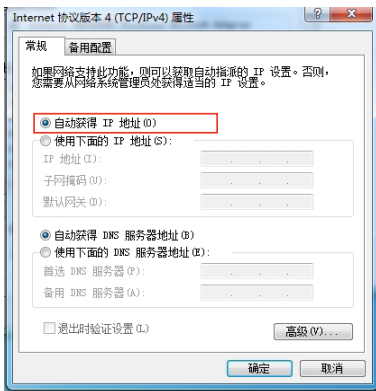 Internet 协议版本 4 (TCP/IPv4) 属性
常规 备用配置
如果网络支持此功能，则可以获取自动指派的 IP 设置。否则，
您需要从网络系统管理员处获得适当的 IP 设置。
自动获得 IP 地址(O)
使用下面的 IP 地址(S):
IP 地址(I):
子网掩码(U):
默认网关(D):
自动获得 DNS 服务器地址(B)
使用下面的 DNS 服务器地址(E):
首选 DNS 服务器(P):
备用 DNS 服务器(A):
退出时验证设置(L)
高级(V)...
确定 取消